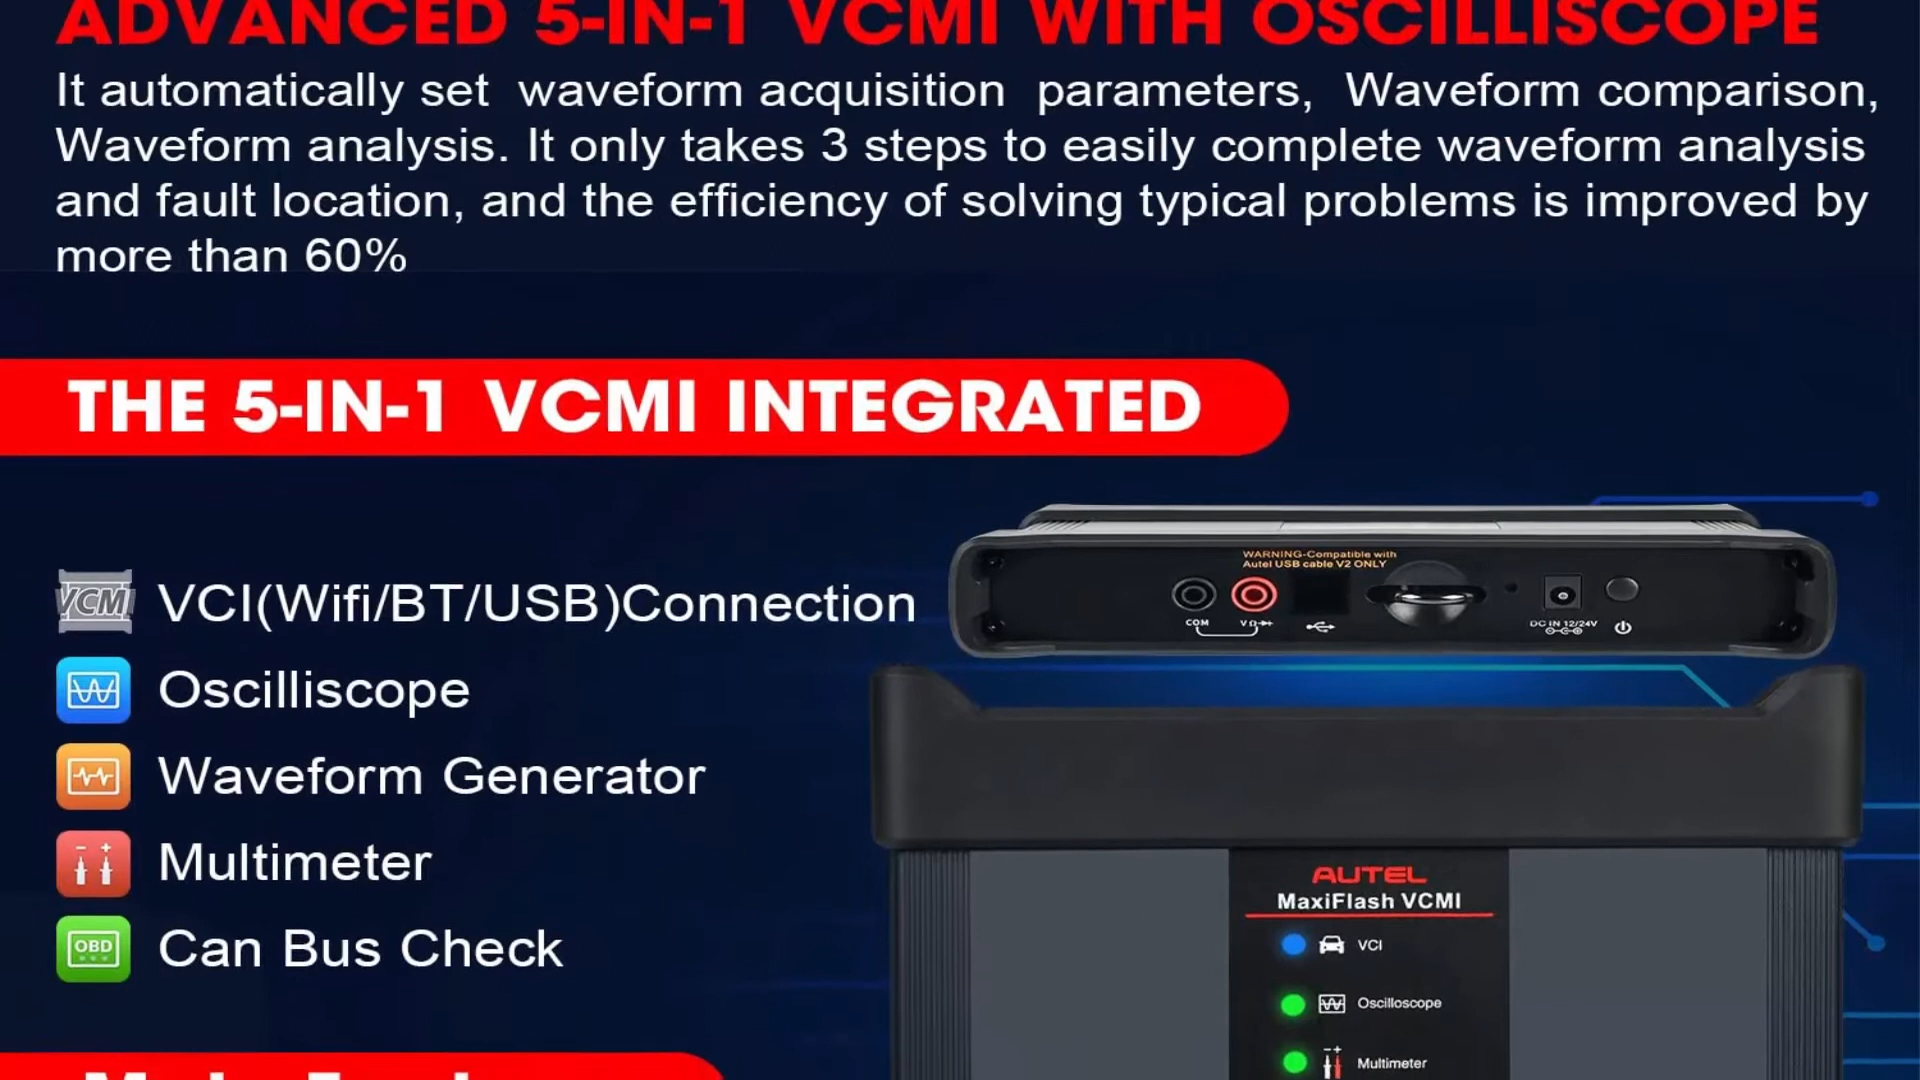 ADVANCED 5-IN-1 VCMI WITH OSCILLISCOPE
It automatically set waveform acquisition parameters, Waveform comparison,
Waveform analysis. It only takes 3 steps to easily complete waveform analysis
and fault location, and the efficiency of solving typical problems is improved by
more than 60%
THE 5-IN-1 VCMI INTEGRATED
WARNING-Compatible with
Autel USB cable V2 ONLY
COM
VΩ
DC IN 12/24V
VCMI
VCI(Wifi/BT/USB)Connection
Oscilliscope
Waveform Generator
Multimeter
OBD
Can Bus Check
AUTEL
MaxiFlash VCMI
VCI
Oscilloscope
Multimeter